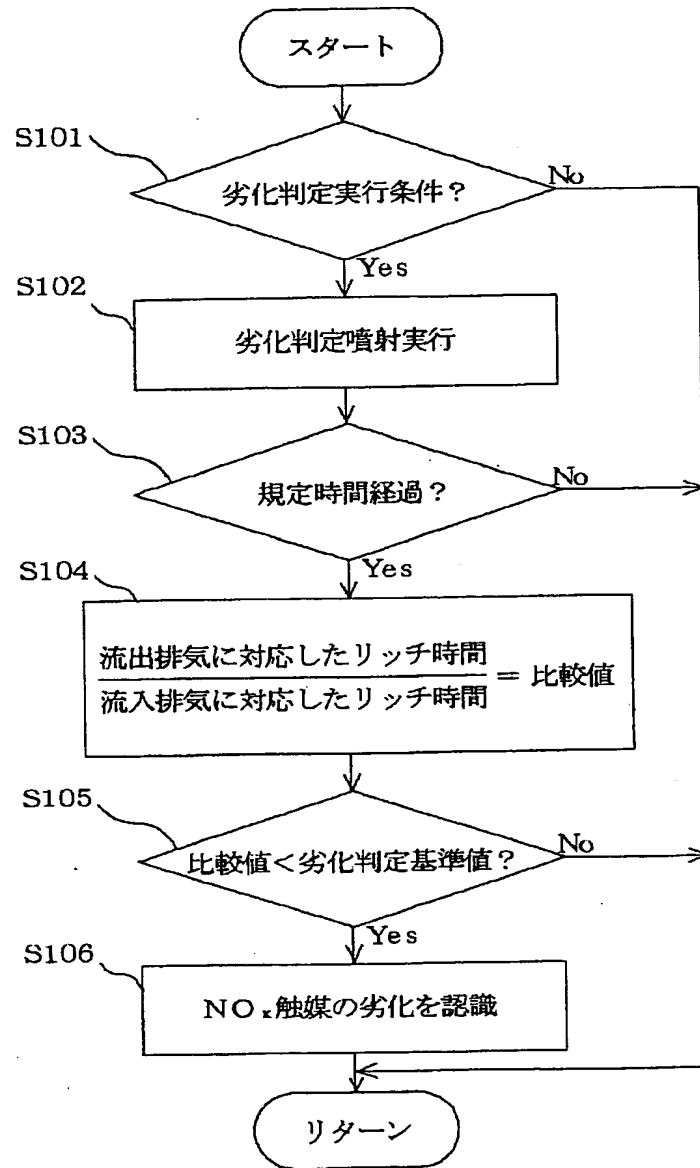 スタート
S101
劣化判定実行条件？
No
Yes
S102
劣化判定噴射実行
S103
規定時間経過？
No
Yes
S104
流出排気に対応したリッチ時間
流入排気に対応したリッチ時間
= 比較値
S105
比較値＜劣化判定基準値？
No
Yes
S106
NOx触媒の劣化を認識
リターン